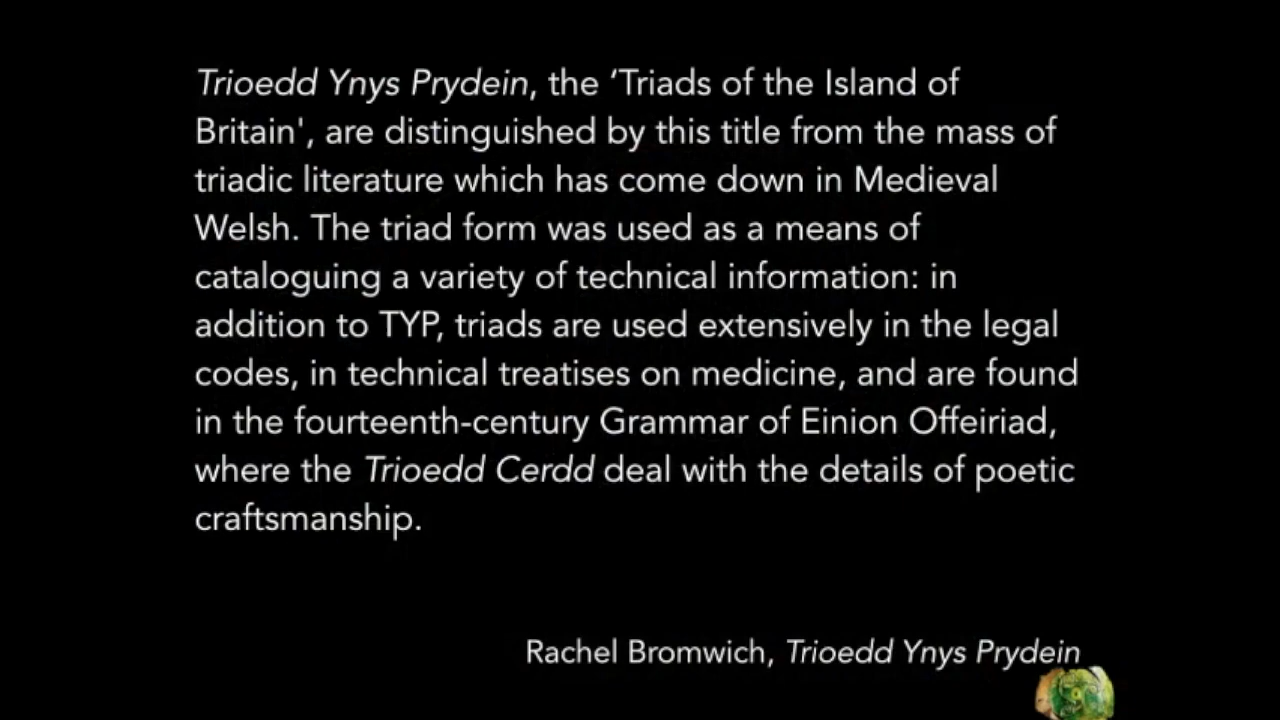 Trioedd Ynys Prydein, the ‘Triads of the Island of
Britain', are distinguished by this title from the mass of
triadic literature which has come down in Medieval
Welsh. The triad form was used as a means of
cataloguing a variety of technical information: in
addition to TYP, triads are used extensively in the legal
codes, in technical treatises on medicine, and are found
in the fourteenth-century Grammar of Einion Offeiriad,
where the Trioedd Cerdd deal with the details of poetic
craftsmanship.
Rachel Bromwich, Trioedd Ynys Prydein